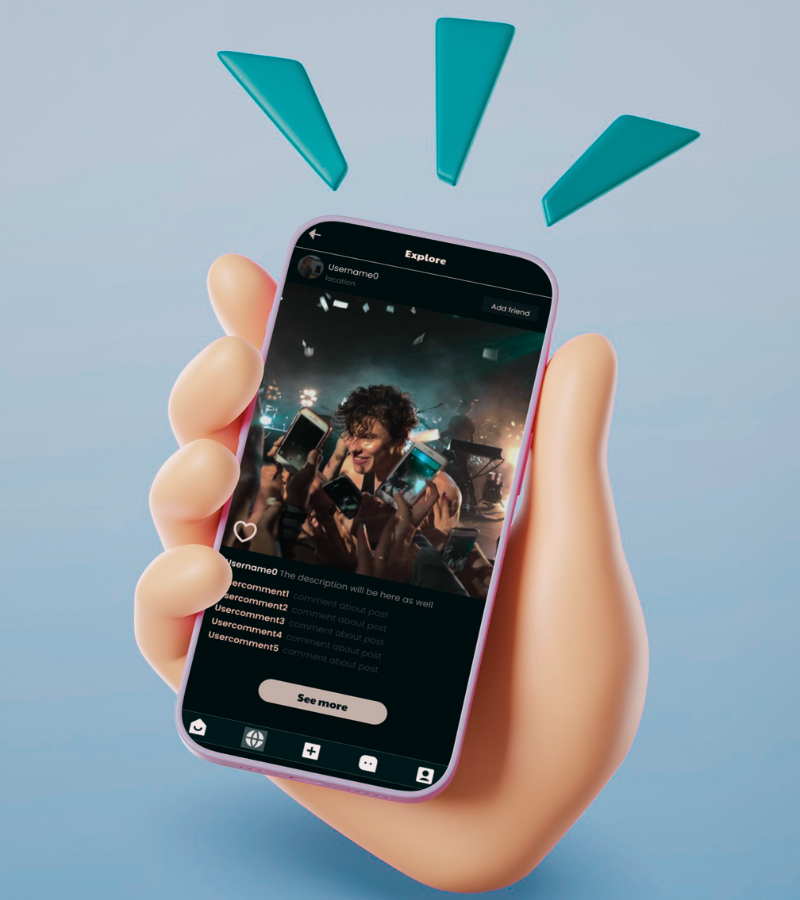 Explore
Username0
location
Add friend
Username0 The description will be here as well
Usercomment1 comment about post
Usercomment2 comment about post
Usercomment3 comment about post
Usercomment4 comment about post
Usercomment5 comment about post
See more